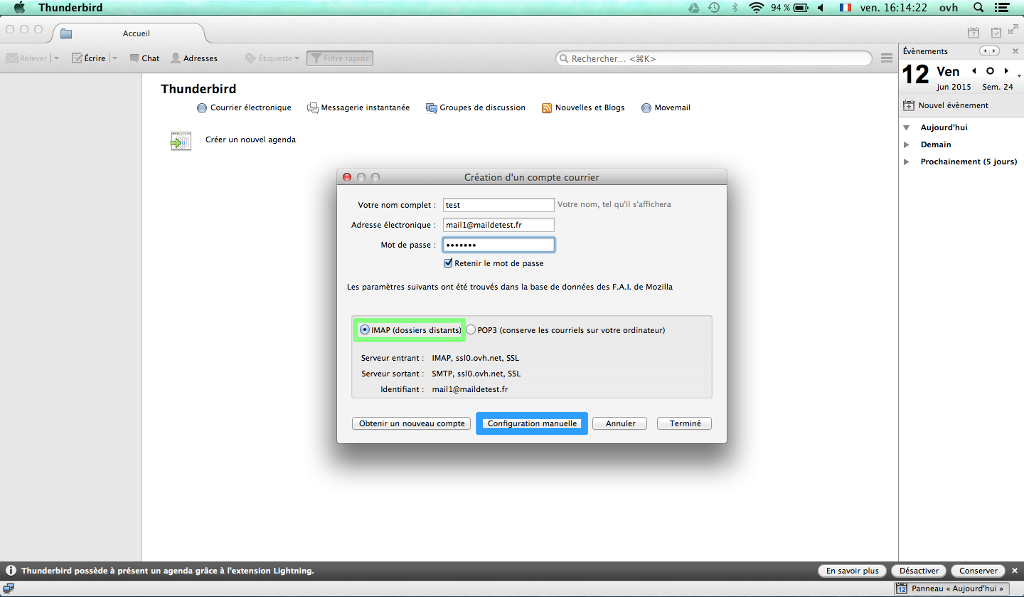 Thunderbird 94 % ven. 16:14:22 ovh
Accueil
Relever Écrire Chat Adresses Étiquette Filtre rapide Rechercher... <⌘K>
Évènements
12 Ven
juin 2015 Sem. 24
Nouvel évènement
Aujourd'hui
Demain
Prochainement (5 jours)
Thunderbird
Courrier électronique Messagerie instantanée Groupes de discussion Nouvelles et Blogs Movemail
Créer un nouvel agenda
Création d'un compte courrier
Votre nom complet : test Votre nom, tel qu'il s'affichera
Adresse électronique : mail1@maildetest.fr
Mot de passe : •••••••
Retenir le mot de passe
Les paramètres suivants ont été trouvés dans la base de données des F.A.I. de Mozilla
IMAP (dossiers distants) POP3 (conserve les courriels sur votre ordinateur)
Serveur entrant : IMAP, ssl0.ovh.net, SSL
Serveur sortant : SMTP, ssl0.ovh.net, SSL
Identifiant : mail1@maildetest.fr
Obtenir un nouveau compte Configuration manuelle Annuler Terminé
Thunderbird possède à présent un agenda grâce à l'extension Lightning. En savoir plus Désactiver Conserver
12 Panneau « Aujourd'hui »